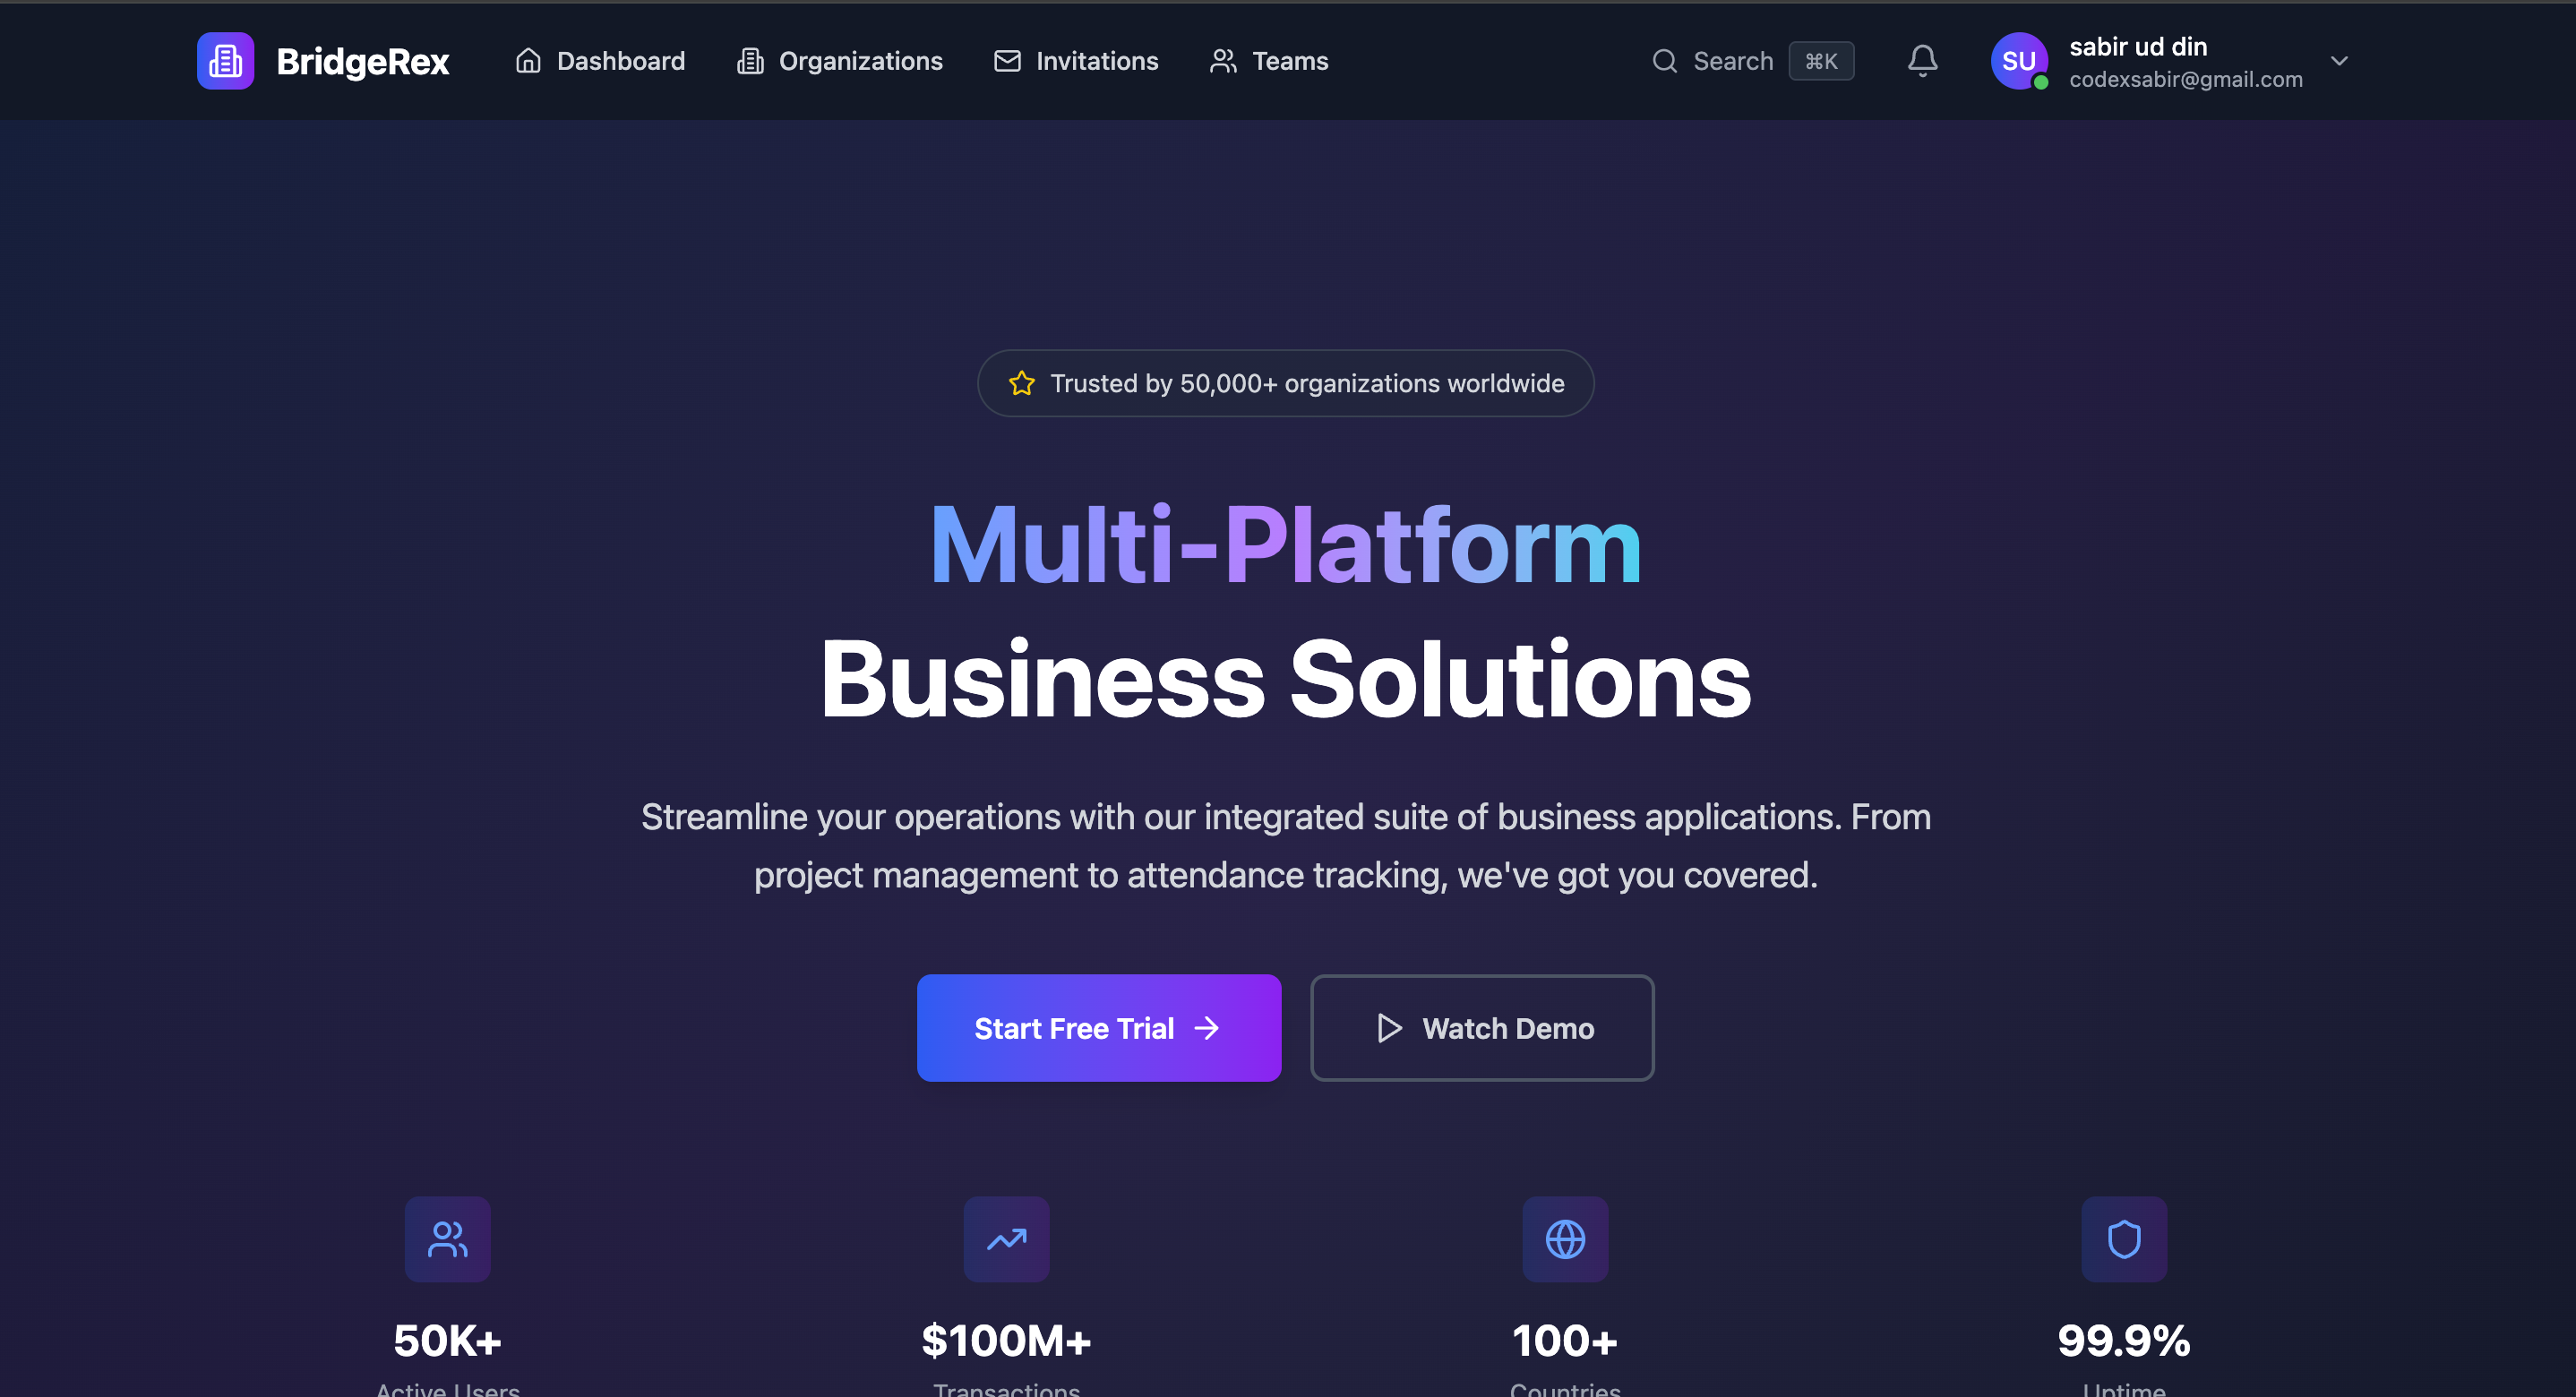 BridgeRex
Dashboard
Organizations
Invitations
Teams
Search ⌘K
SU
sabir ud din
codexsabir@gmail.com
Trusted by 50,000+ organizations worldwide
Multi-Platform
Business Solutions
Streamline your operations with our integrated suite of business applications. From
project management to attendance tracking, we've got you covered.
Start Free Trial →
Watch Demo
50K+
$100M+
100+
99.9%
Active Users
Transactions
Countries
Uptime